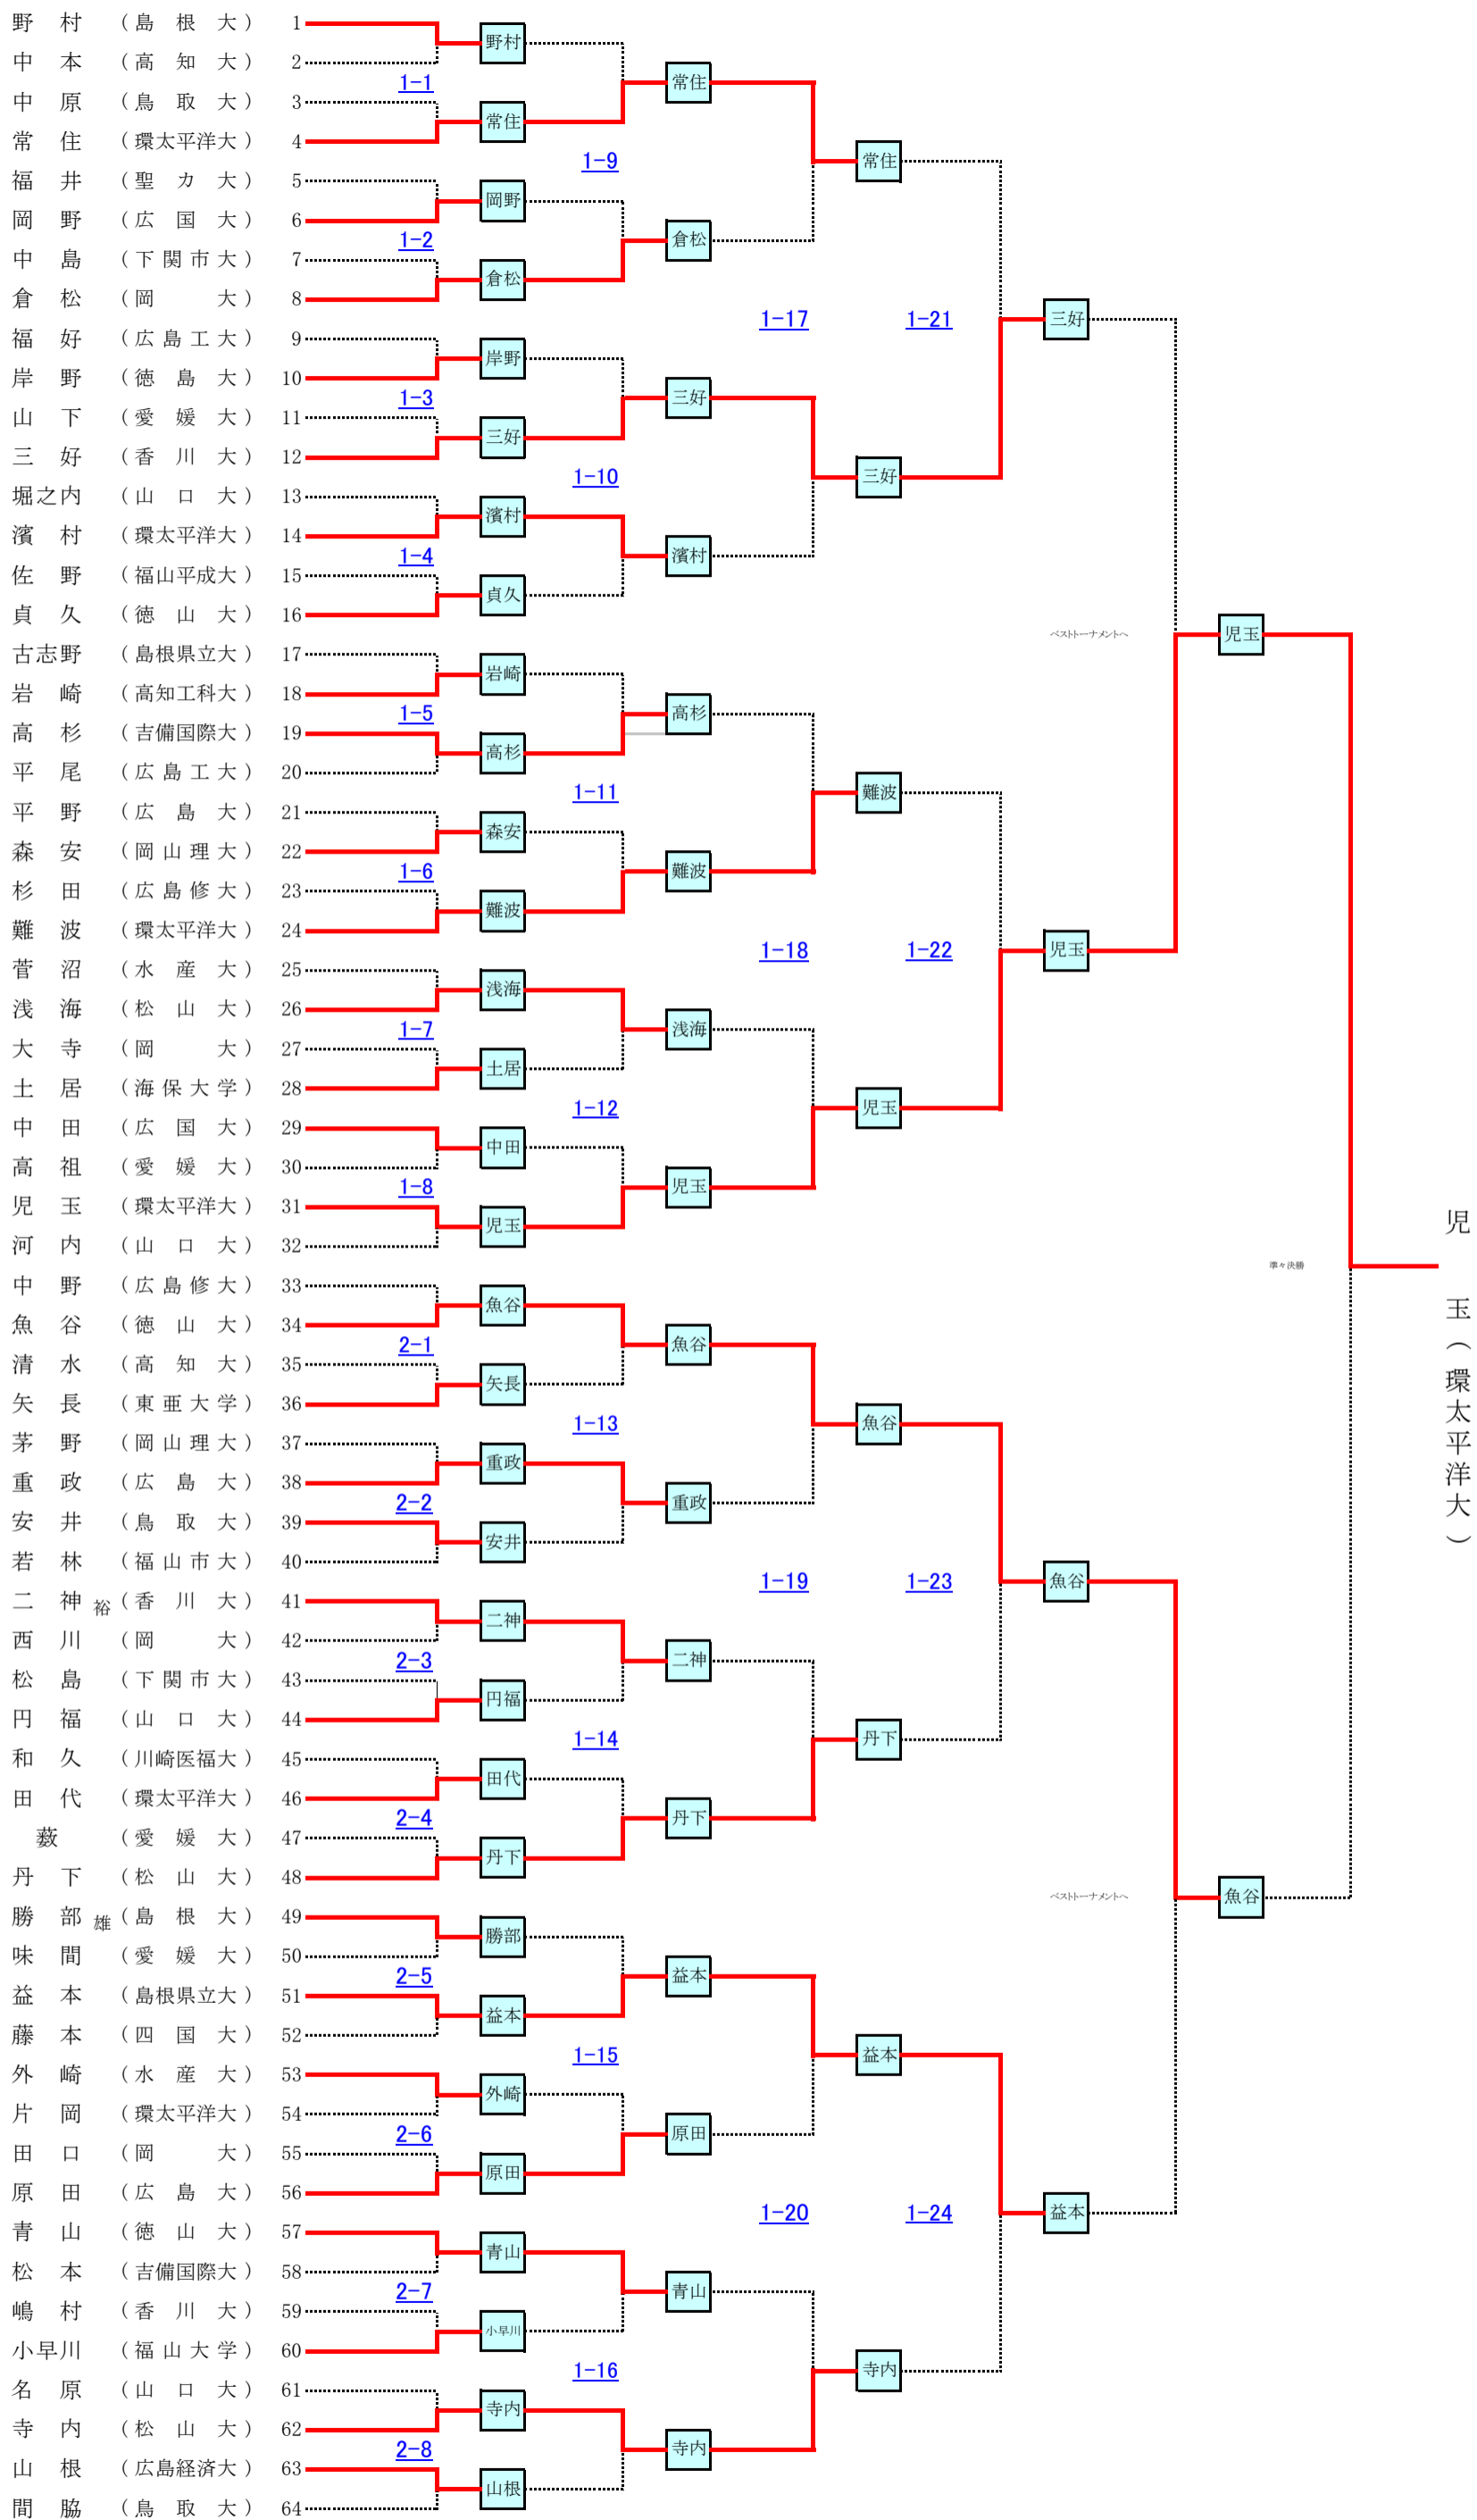 野村 (島根大) 1
中本 (高知大) 2
中原 (鳥取大) 3
常住 (環太平洋大) 4
福井 (聖カ大) 5
岡野 (広国大) 6
中島 (下関市大) 7
倉松 (岡大) 8
福好 (広島工大) 9
岸野 (徳島大) 10
山下 (愛媛大) 11
三好 (香川大) 12
堀之内 (山口大) 13
濱村 (環太平洋大) 14
佐野 (福山平成大) 15
貞久 (徳山大) 16
古志野 (島根県立大) 17
岩崎 (高知工科大) 18
高杉 (吉備国際大) 19
平尾 (広島工大) 20
平野 (広島大) 21
森安 (岡山理大) 22
杉田 (広島修大) 23
難波 (環太平洋大) 24
菅沼 (水産大) 25
浅海 (松山大) 26
大寺 (岡大) 27
土居 (海保大学) 28
中田 (広国大) 29
高祖 (愛媛大) 30
児玉 (環太平洋大) 31
河内 (山口大) 32
中野 (広島修大) 33
魚谷 (徳山大) 34
清水 (高知大) 35
矢長 (東亜大学) 36
茅野 (岡山理大) 37
重政 (広島大) 38
安井 (鳥取大) 39
若林 (福山市大) 40
二神裕 (香川大) 41
西川 (岡大) 42
松島 (下関市大) 43
円福 (山口大) 44
和久 (川崎医福大) 45
田代 (環太平洋大) 46
薮 (愛媛大) 47
丹下 (松山大) 48
勝部雄 (島根大) 49
味間 (愛媛大) 50
益本 (島根県立大) 51
藤本 (四国大) 52
外崎 (水産大) 53
片岡 (環太平洋大) 54
田口 (岡大) 55
原田 (広島大) 56
青山 (徳山大) 57
松本 (吉備国際大) 58
嶋村 (香川大) 59
小早川 (福山大学) 60
名原 (山口大) 61
寺内 (松山大) 62
山根 (広島経済大) 63
間脇 (鳥取大) 64
1-1
1-2
1-3
1-4
1-5
1-6
1-7
1-8
2-1
2-2
2-3
2-4
2-5
2-6
2-7
2-8
野村
常住
岡野
倉松
岸野
三好
濱村
貞久
岩崎
高杉
森安
難波
浅海
土居
中田
児玉
魚谷
矢長
重政
安井
二神
円福
田代
丹下
勝部
益本
外崎
原田
青山
小早川
寺内
山根
1-9
1-10
1-11
1-12
1-13
1-14
1-15
1-16
常住
倉松
三好
濱村
高杉
難波
浅海
児玉
魚谷
重政
二神
丹下
益本
原田
青山
寺内
1-17
1-18
1-19
1-20
常住
三好
難波
児玉
魚谷
丹下
益本
寺内
1-21
1-22
1-23
1-24
三好
児玉
魚谷
益本
ベストーナメントへ
ベストーナメントへ
児玉
魚谷
準々決勝
児玉(環太平洋大)